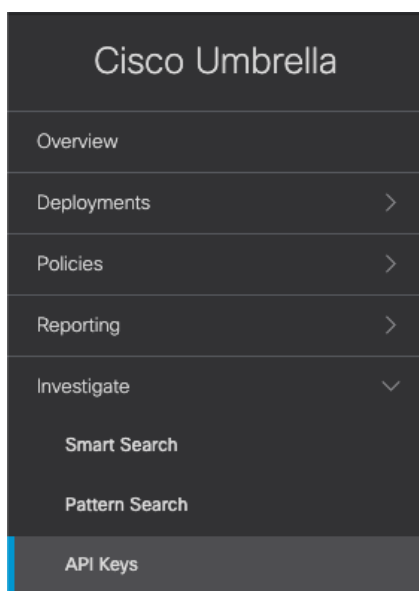 Cisco Umbrella
Overview
Deployments
Policies
Reporting
Investigate
Smart Search
Pattern Search
API Keys